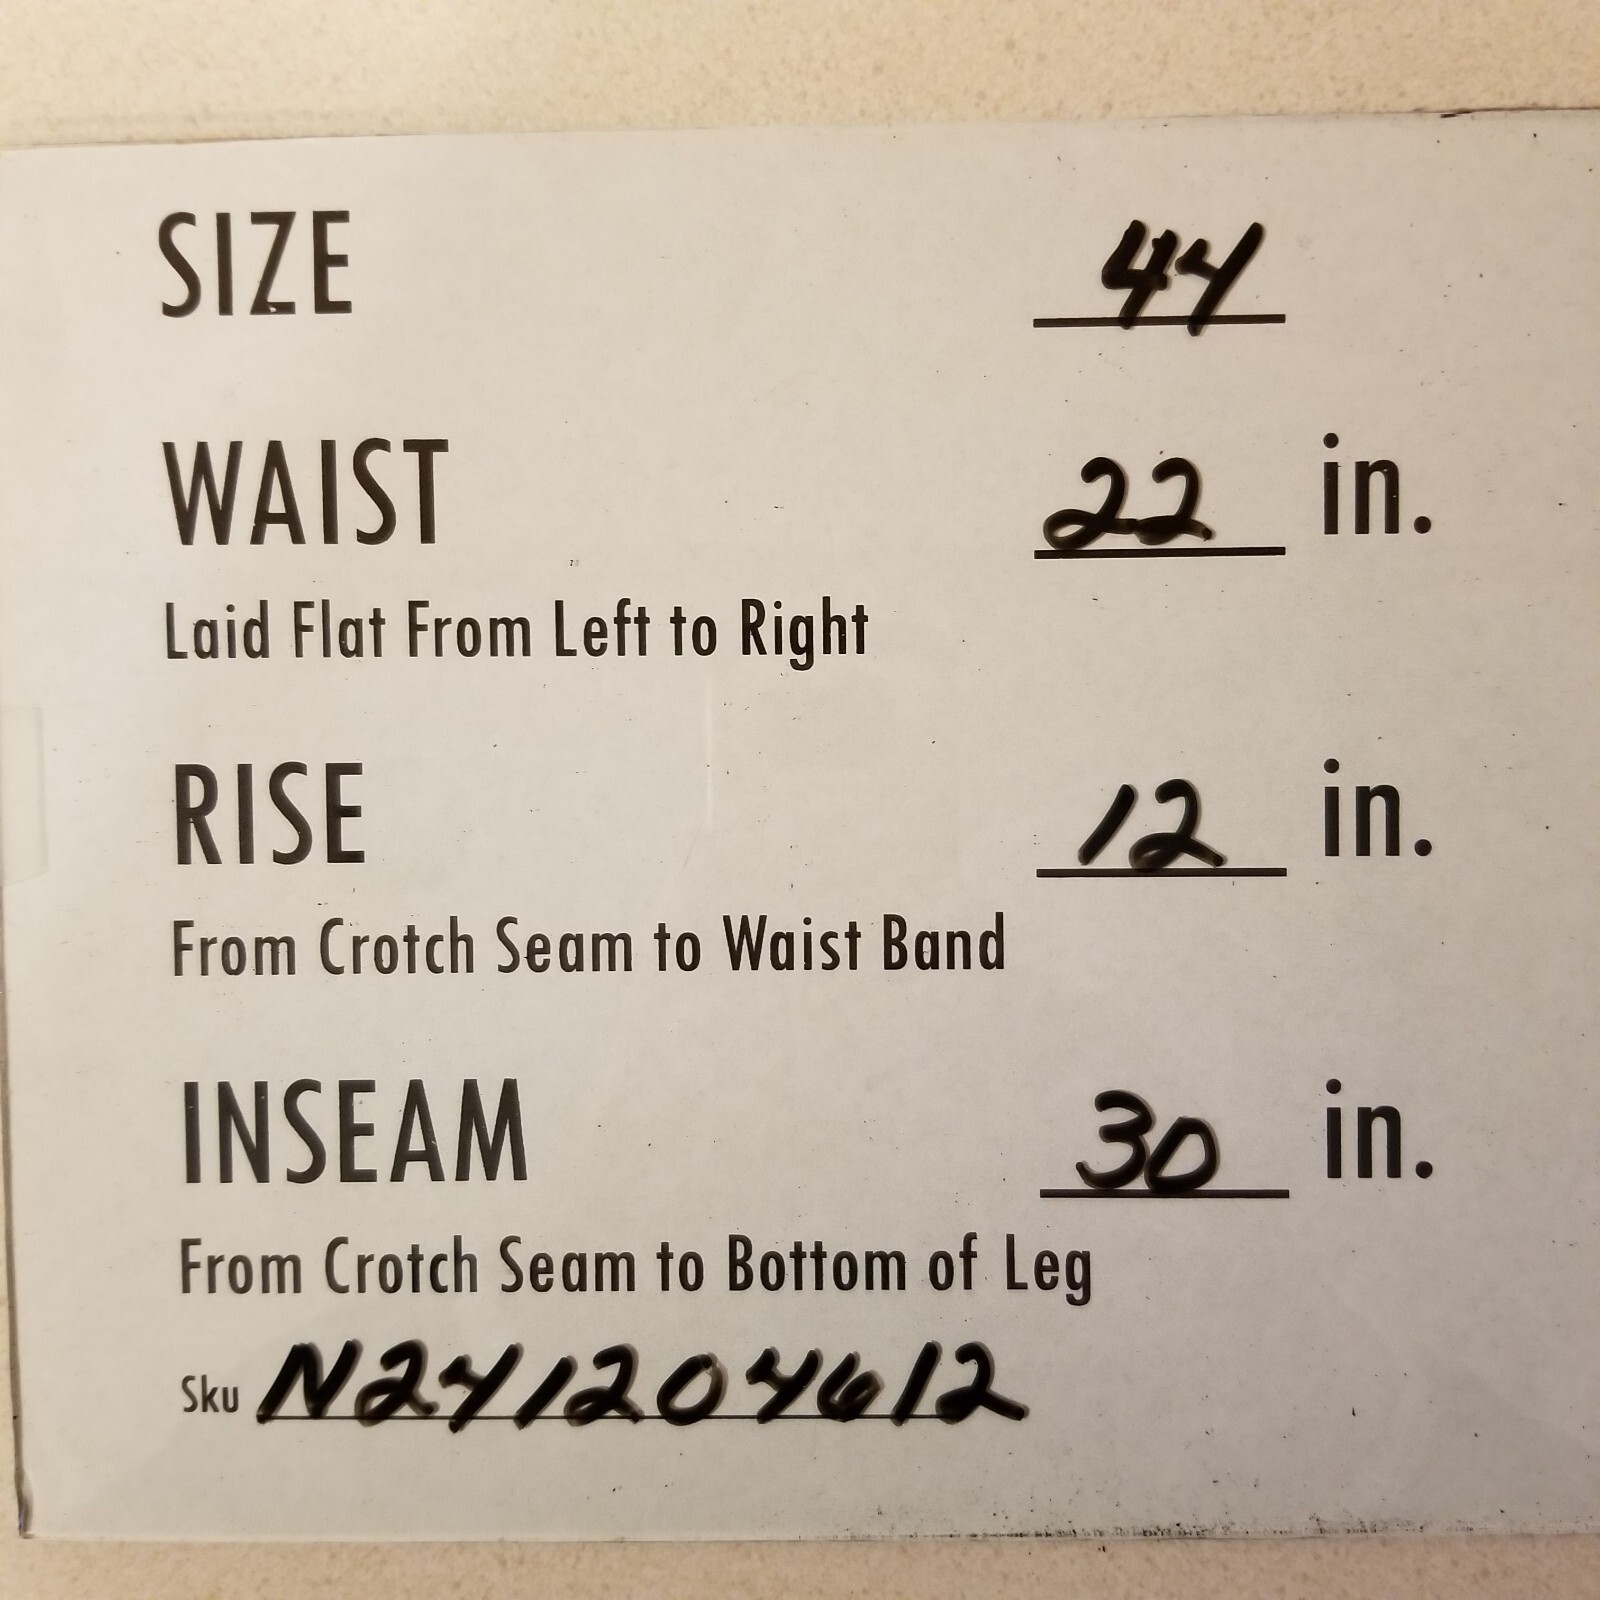 SIZE 44
WAIST 22 in.
Laid Flat From Left to Right
RISE 12 in.
From Crotch Seam to Waist Band
INSEAM 30 in.
From Crotch Seam to Bottom of Leg
Sku N241204612